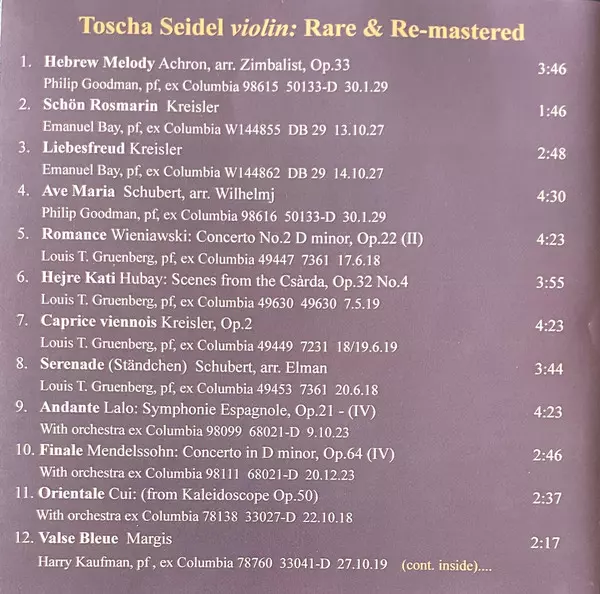 Toscha Seidel violin: Rare & Re-mastered
1. Hebrew Melody Achron, arr. Zimbalist, Op.33 3:46
Philip Goodman, pf, ex Columbia 98615 50133-D 30.1.29
2. Schön Rosmarin Kreisler 1:46
Emanuel Bay, pf, ex Columbia W144855 DB 29 13.10.27
3. Liebesfreud Kreisler 2:48
Emanuel Bay, pf, ex Columbia W144862 DB 29 14.10.27
4. Ave Maria Schubert, arr. Wilhelmj 4:30
Philip Goodman, pf, ex Columbia 98616 50133-D 30.1.29
5. Romance Wieniawski: Concerto No.2 D minor, Op.22 (II) 4:23
Louis T. Gruenberg, pf, ex Columbia 49447 7361 17.6.18
6. Hejre Kati Hubay: Scenes from the Csàrda, Op.32 No.4 3:55
Louis T. Gruenberg, pf, ex Columbia 49630 49630 7.5.19
7. Caprice viennois Kreisler, Op.2 4:23
Louis T. Gruenberg, pf, ex Columbia 49449 7231 18/19.6.19
8. Serenade (Ständchen) Schubert, arr. Elman 3:44
Louis T. Gruenberg, pf, ex Columbia 49453 7361 20.6.18
9. Andante Lalo: Symphonie Espagnole, Op.21 - (IV) 4:23
With orchestra ex Columbia 98099 68021-D 9.10.23
10. Finale Mendelssohn: Concerto in D minor, Op.64 (IV) 2:46
With orchestra ex Columbia 98111 68021-D 20.12.23
11. Orientale Cui: (from Kaleidoscope Op.50) 2:37
With orchestra ex Columbia 78138 33027-D 22.10.18
12. Valse Bleue Margis 2:17
Harry Kaufman, pf , ex Columbia 78760 33041-D 27.10.19 (cont. inside)....